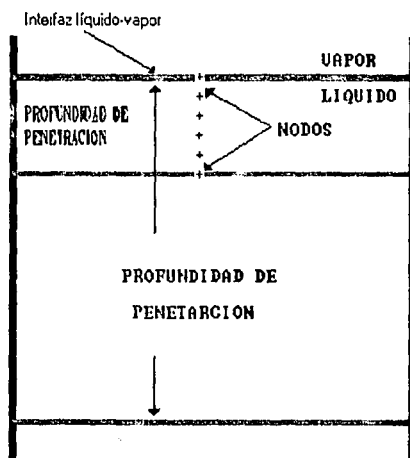 Interfaz líquido-vapor
VAPOR
LIQUIDO
PROFUNDIDAD DE
PENETRACION
NODOS
PROFUNDIDAD DE
PENETARCION